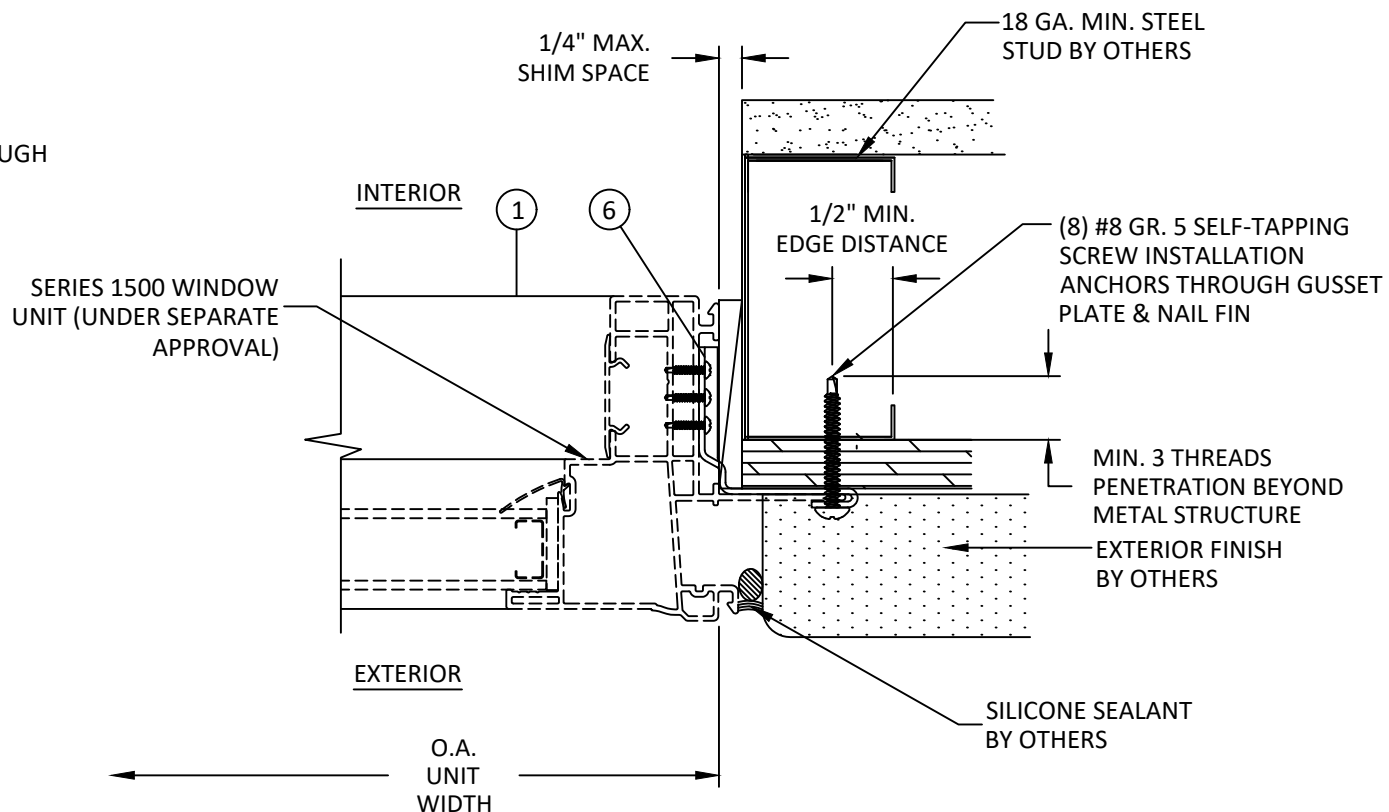 18 GA. MIN. STEEL
STUD BY OTHERS
1/4" MAX.
SHIM SPACE
UGH
INTERIOR
1
6
1/2" MIN.
EDGE DISTANCE
(8) #8 GR. 5 SELF-TAPPING
SCREW INSTALLATION
ANCHORS THROUGH GUSSET
PLATE & NAIL FIN
SERIES 1500 WINDOW
UNIT (UNDER SEPARATE
APPROVAL)
MIN. 3 THREADS
PENETRATION BEYOND
METAL STRUCTURE
EXTERIOR FINISH
BY OTHERS
EXTERIOR
SILICONE SEALANT
BY OTHERS
O.A.
UNIT
WIDTH